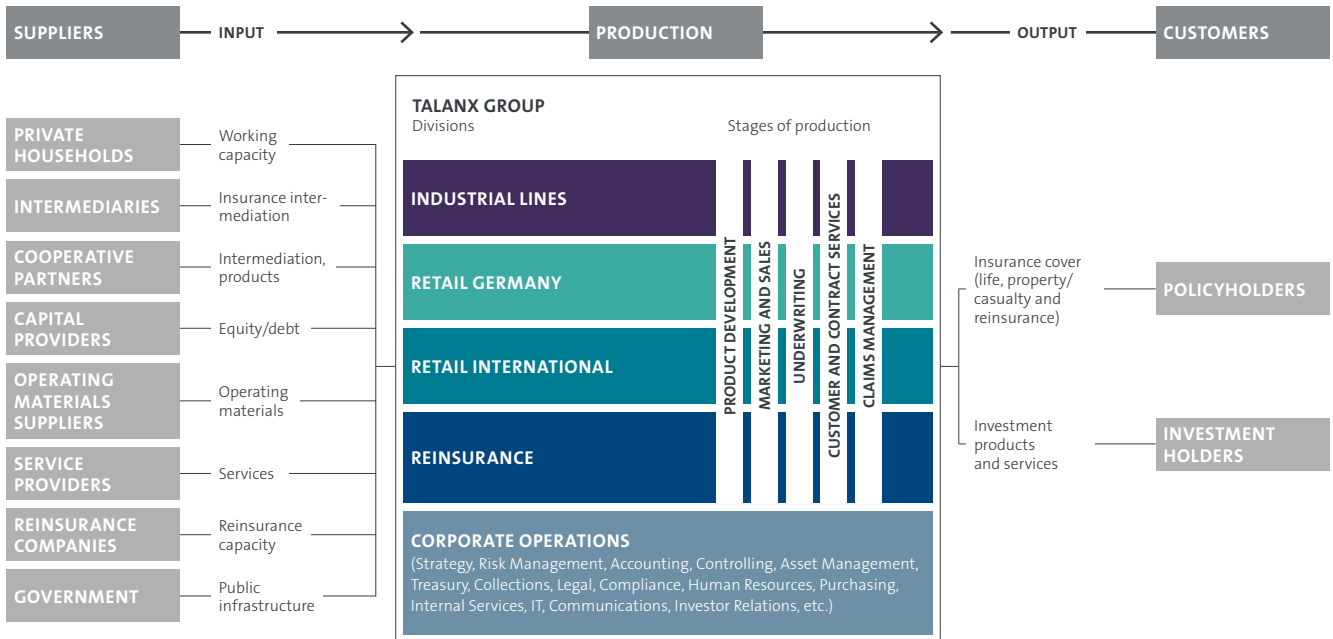 SUPPLIERS
INPUT
PRODUCTION
OUTPUT
CUSTOMERS
PRIVATE
HOUSEHOLDS
Working
capacity
INTERMEDIARIES
Insurance inter-
mediation
COOPERATIVE
PARTNERS
Intermediation,
products
CAPITAL
PROVIDERS
Equity/debt
OPERATING
MATERIALS
SUPPLIERS
Operating
materials
SERVICE
PROVIDERS
Services
REINSURANCE
COMPANIES
Reinsurance
capacity
GOVERNMENT
Public
infrastructure
TALANX GROUP
Divisions
Stages of production
INDUSTRIAL LINES
RETAIL GERMANY
RETAIL INTERNATIONAL
REINSURANCE
PRODUCT DEVELOPMENT
MARKETING AND SALES
UNDERWRITING
CUSTOMER AND CONTRACT SERVICES
CLAIMS MANAGEMENT
CORPORATE OPERATIONS
(Strategy, Risk Management, Accounting, Controlling, Asset Management,
Treasury, Collections, Legal, Compliance, Human Resources, Purchasing,
Internal Services, IT, Communications, Investor Relations, etc.)
Insurance cover
(life, property/
casualty and
reinsurance)
POLICYHOLDERS
Investment
products
and services
INVESTMENT
HOLDERS